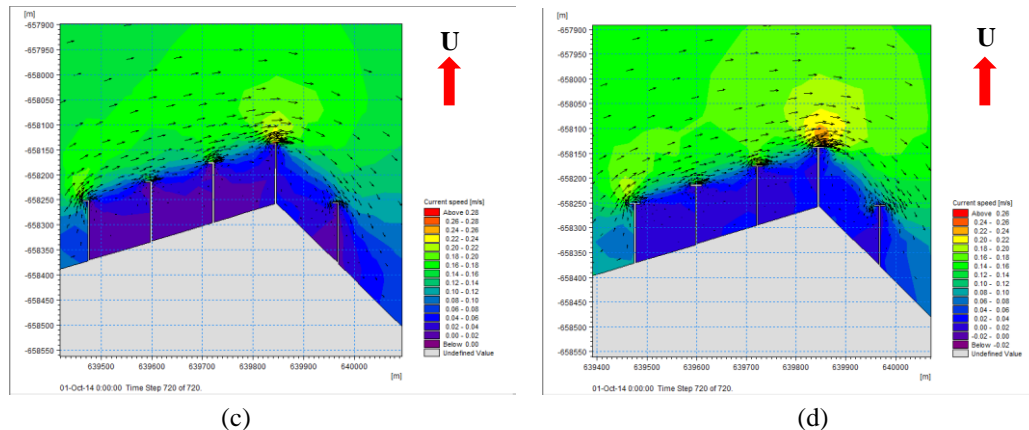 [m]
-657900
-657950
-658000
-658050
-658100
-658150
-658200
-658250
-658300
-658350
-658400
-658450
-658500
-658550
639500
639600
639700
639800
639900
640000
[m]
01-Oct-14 0:00:00 Time Step 720 of 720.
U
Current speed [m/s]
Above 0.28
0.26 - 0.28
0.24 - 0.26
0.22 - 0.24
0.20 - 0.22
0.18 - 0.20
0.16 - 0.18
0.14 - 0.16
0.12 - 0.14
0.10 - 0.12
0.08 - 0.10
0.06 - 0.08
0.04 - 0.06
0.02 - 0.04
0.00 - 0.02
Below 0.00
Undefined Value
(c)
[m]
-657900
-657950
-658000
-658050
-658100
-658150
-658200
-658250
-658300
-658350
-658400
-658450
-658500
-658550
639400
639500
639600
639700
639800
639900
640000
[m]
01-Oct-14 0:00:00 Time Step 720 of 720.
U
Current speed [m/s]
Above 0.26
0.24 - 0.26
0.22 - 0.24
0.20 - 0.22
0.18 - 0.20
0.16 - 0.18
0.14 - 0.16
0.12 - 0.14
0.10 - 0.12
0.08 - 0.10
0.06 - 0.08
0.04 - 0.06
0.02 - 0.04
0.00 - 0.02
-0.02 - 0.00
Below -0.02
Undefined Value
(d)